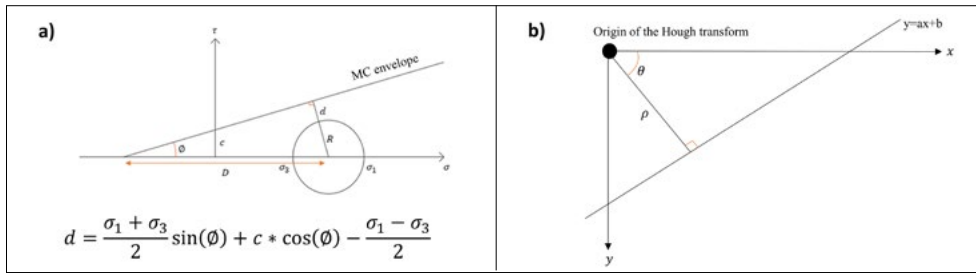 a)
τ
MC envelope
d
∅
c
R
D
σ₃
σ₁
σ
d = (σ₁ + σ₃)/2 sin(∅) + c * cos(∅) − (σ₁ − σ₃)/2
b)
Origin of the Hough transform
y=ax+b
x
θ
ρ
y